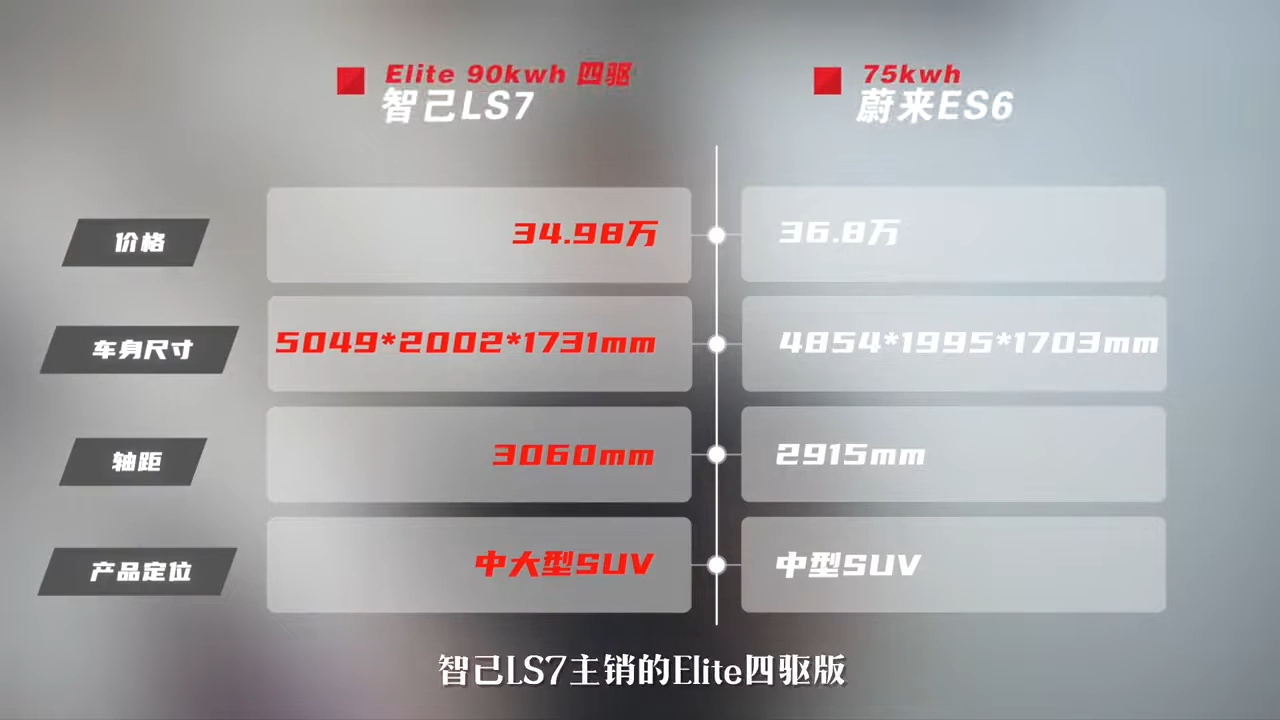 Elite 90kwh 四驱
智己LS7
75kwh
蔚来ES6
价格
34.98万
36.8万
车身尺寸
5049*2002*1731mm
4854*1995*1703mm
轴距
3060mm
2915mm
产品定位
中大型SUV
中型SUV
智己LS7主销的Elite四驱版